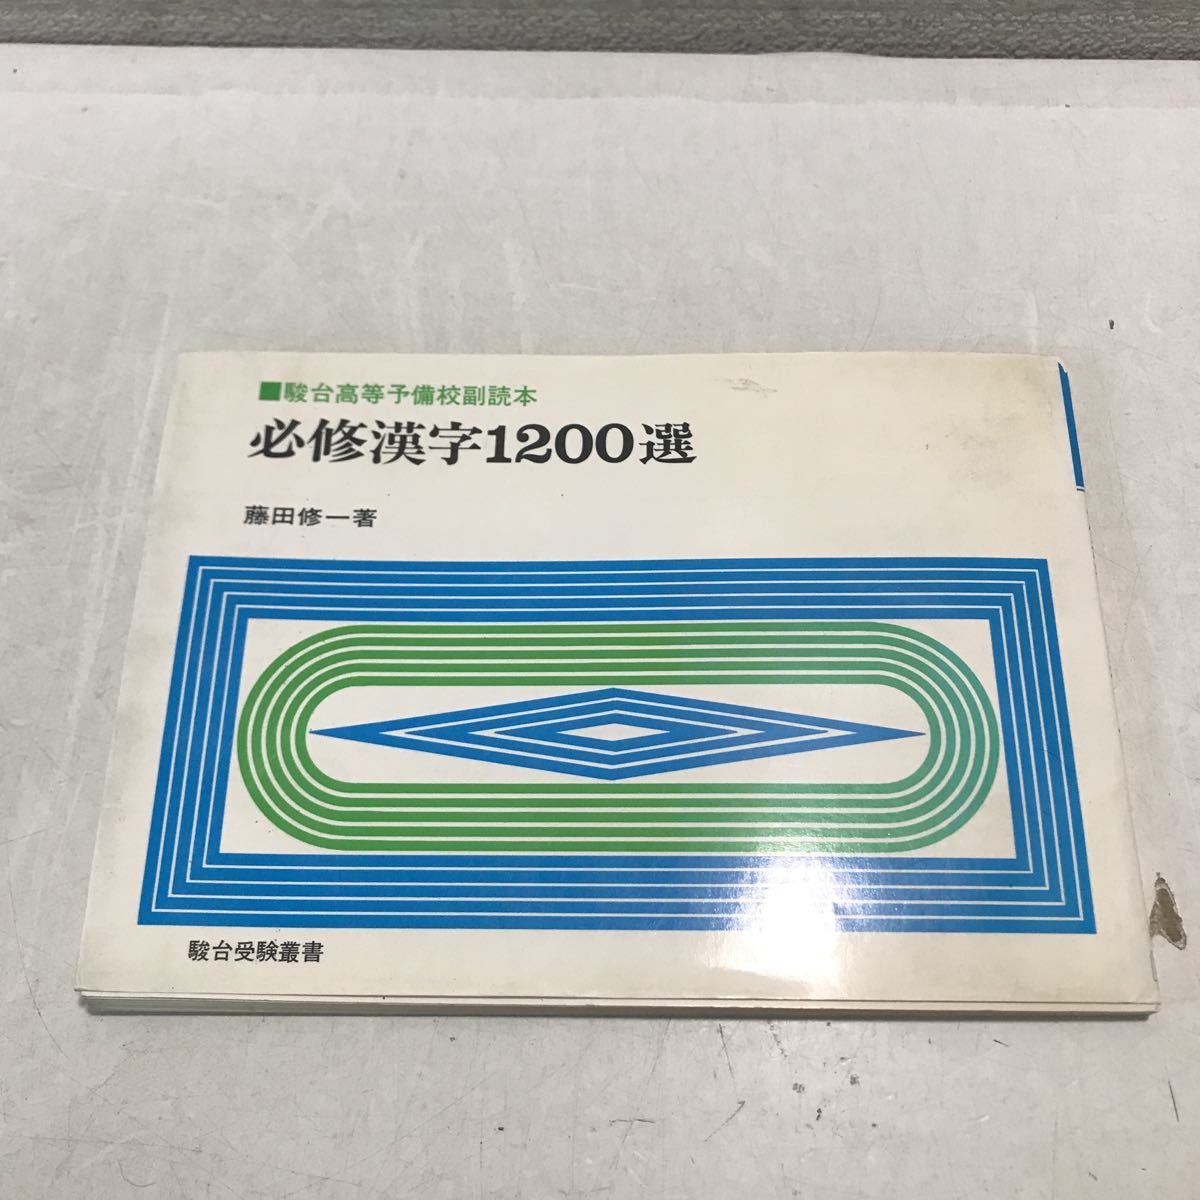 ■駿台高等予備校副読本
必修漢字1200選
藤田修一著
駿台受験叢書